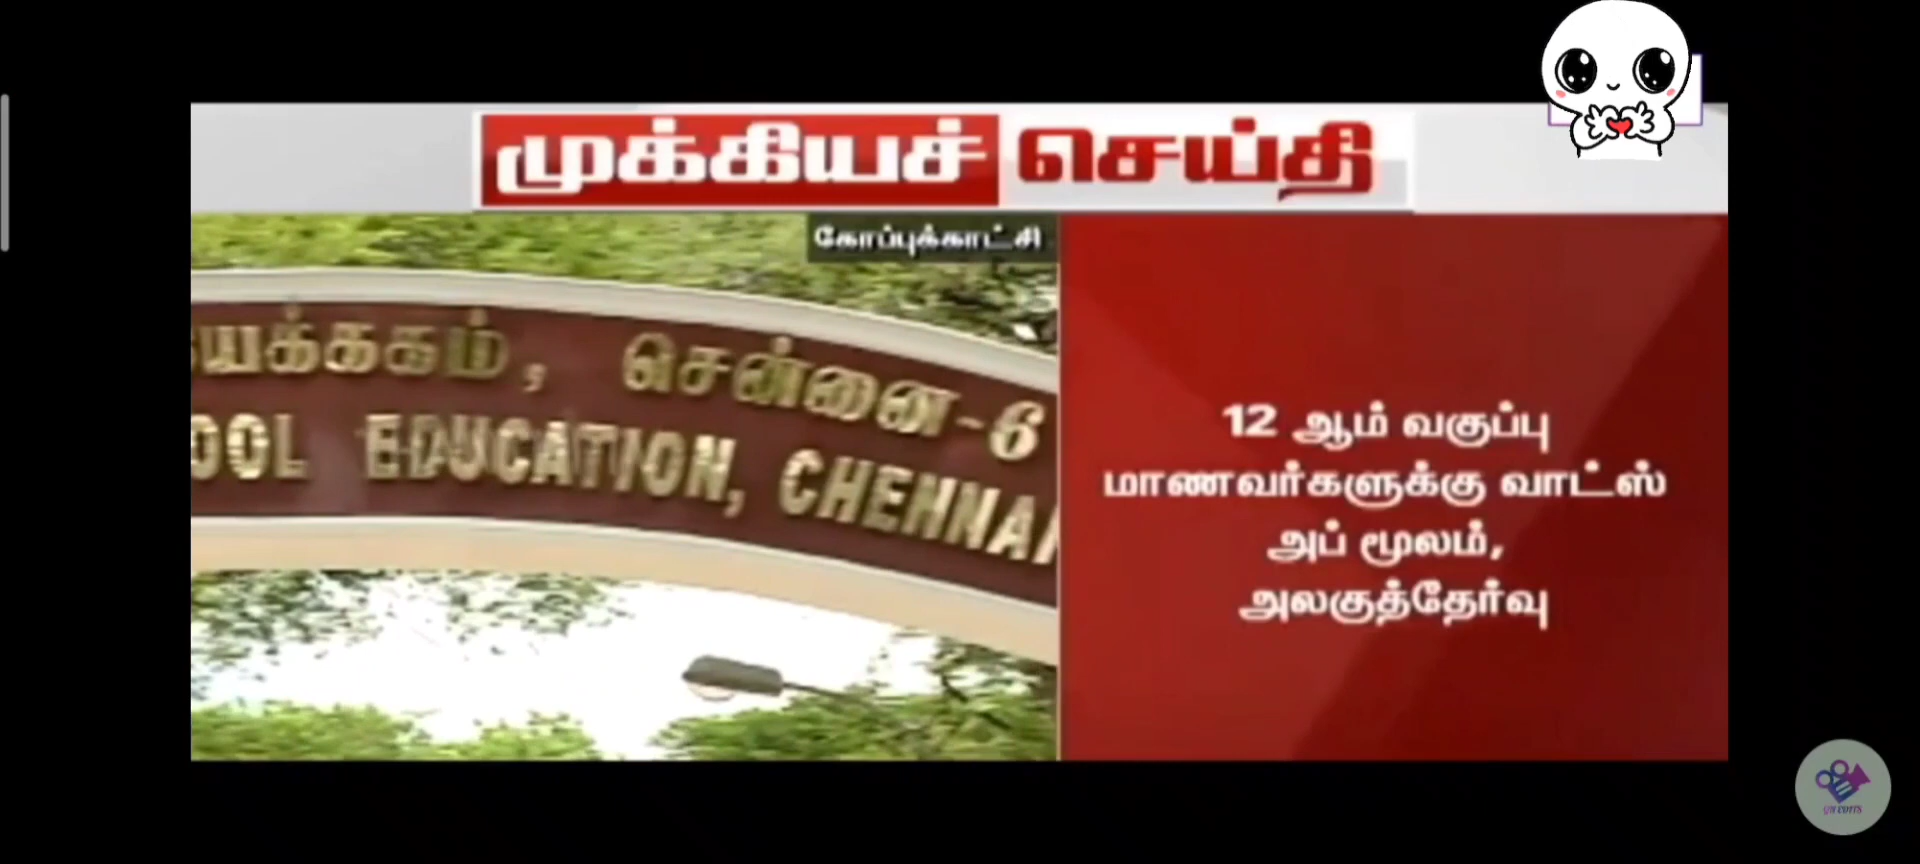 முக்கியச் செய்தி
கோப்புக்காட்சி
யக்ககம், சென்னை-6
OOL EDUCATION, CHENNAI
12 ஆம் வகுப்பு
மாணவர்களுக்கு வாட்ஸ்
அப் மூலம்,
அலகுத்தேர்வு